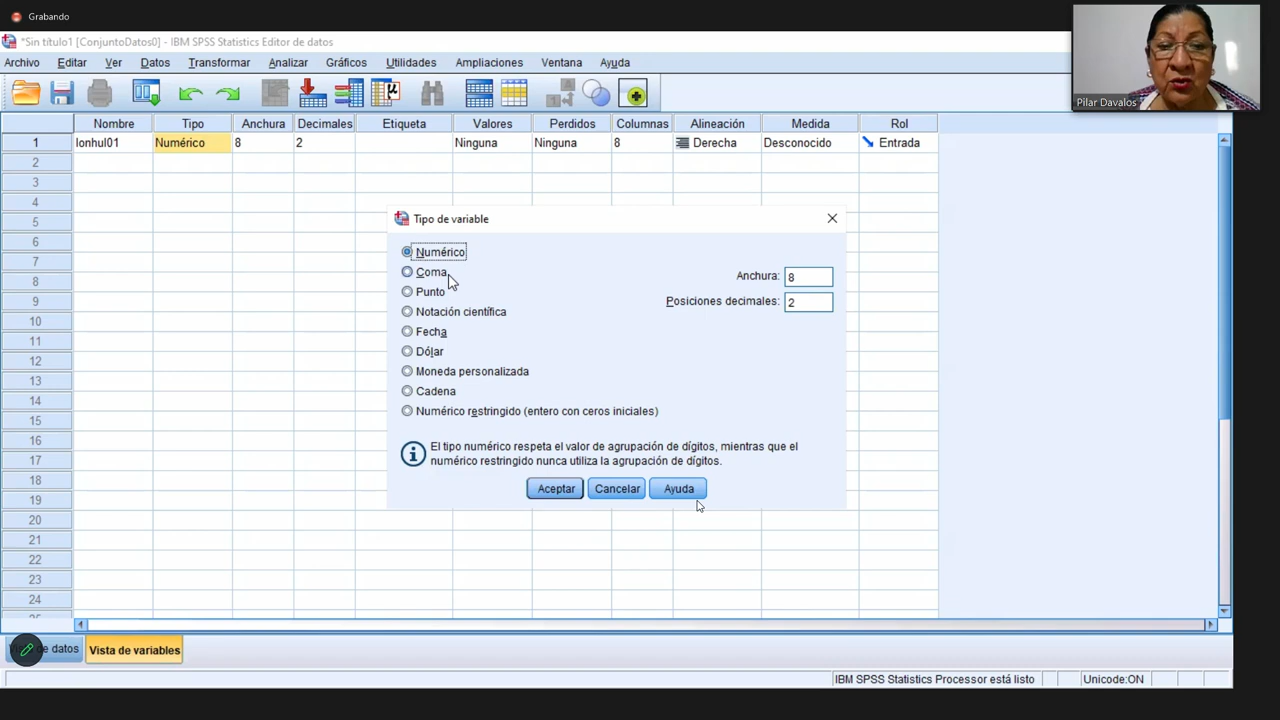 Grabando
*Sin título1 [ConjuntoDatos0] - IBM SPSS Statistics Editor de datos
Archivo Editar Ver Datos Transformar Analizar Gráficos Utilidades Ampliaciones Ventana Ayuda
Pilar Davalos
Nombre Tipo Anchura Decimales Etiqueta Valores Perdidos Columnas Alineación Medida Rol
1 lonhul01 Numérico 8 2 Ninguna Ninguna 8 Derecha Desconocido Entrada
2
3
4
5
6
7
8
9
10
11
12
13
14
15
16
17
18
19
20
21
22
23
24
Tipo de variable
Numérico
Coma
Punto
Notación científica
Fecha
Dólar
Moneda personalizada
Cadena
Numérico restringido (entero con ceros iniciales)
Anchura: 8
Posiciones decimales: 2
El tipo numérico respeta el valor de agrupación de dígitos, mientras que el
numérico restringido nunca utiliza la agrupación de dígitos.
Aceptar Cancelar Ayuda
de datos Vista de variables
IBM SPSS Statistics Processor está listo Unicode:ON